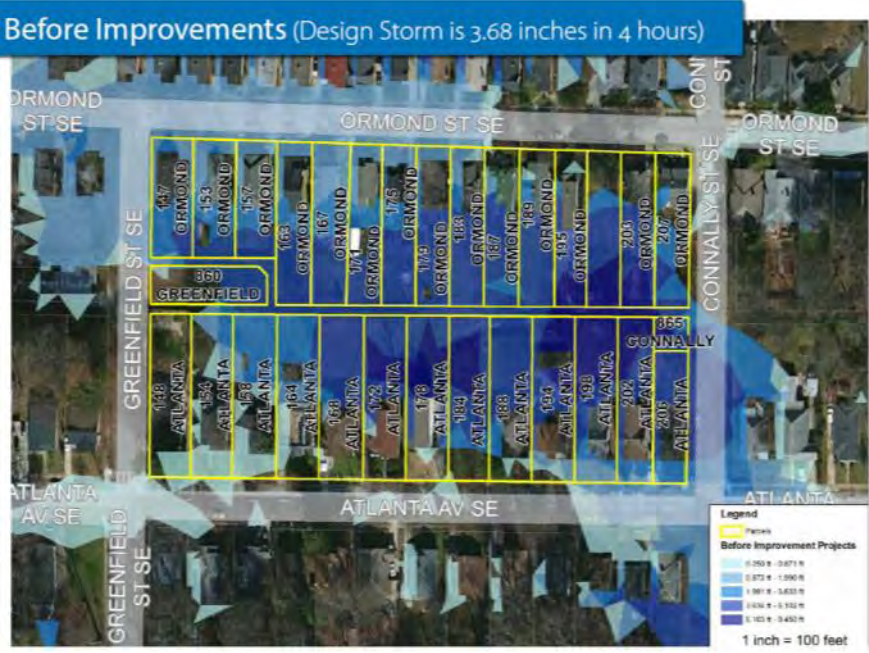 Before Improvements (Design Storm is 3.68 inches in 4 hours)
ORMOND
ST SE
ORMOND ST SE
ORMOND
ST SE
CONNALLY ST SE
GREENFIELD ST SE
147
ORMOND
153
ORMOND
157
ORMOND
163
ORMOND
167
ORMOND
171
ORMOND
175
ORMOND
179
ORMOND
183
ORMOND
187
ORMOND
189
ORMOND
195
ORMOND
203
ORMOND
207
ORMOND
860
GREENFIELD
865
CONNALLY
148
ATLANTA
154
ATLANTA
158
ATLANTA
164
ATLANTA
168
ATLANTA
172
ATLANTA
178
ATLANTA
184
ATLANTA
188
ATLANTA
194
ATLANTA
198
ATLANTA
202
ATLANTA
206
ATLANTA
ATLANTA
AV SE
ATLANTA AV SE
ATLANTA
GREENFIELD
ST SE
Legend
Parcels
Before Improvement Projects
1 inch = 100 feet